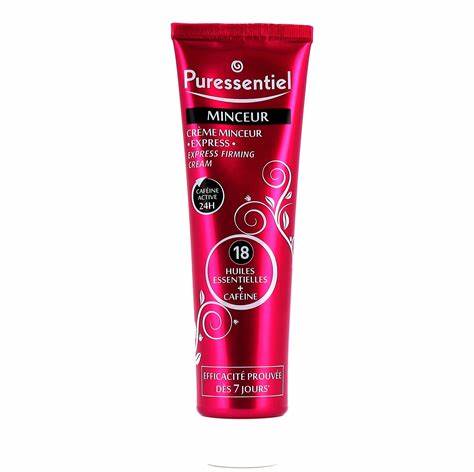 Puressentiel
MINCEUR
CRÈME MINCEUR
•EXPRESS•
EXPRESS FIRMING
CREAM
CAFÉINE
ACTIVE
24H
18
HUILES
ESSENTIELLES
+
CAFÉINE
EFFICACITÉ PROUVÉE
DÈS 7 JOURS*